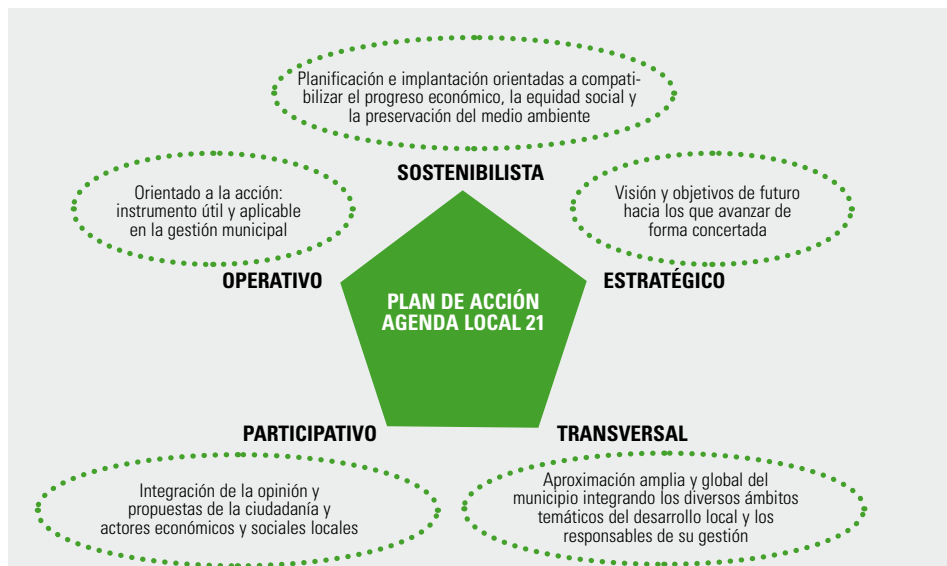 Planificación e implantación orientadas a compati-
bilizar el progreso económico, la equidad social y
la preservación del medio ambiente
SOSTENIBILISTA
Orientado a la acción:
instrumento útil y aplicable
en la gestión municipal
OPERATIVO
Visión y objetivos de futuro
hacia los que avanzar de
forma concertada
ESTRATÉGICO
PLAN DE ACCIÓN
AGENDA LOCAL 21
PARTICIPATIVO
Integración de la opinión y
propuestas de la ciudadanía y
actores económicos y sociales locales
TRANSVERSAL
Aproximación amplia y global del
municipio integrando los diversos ámbitos
temáticos del desarrollo local y los
responsables de su gestión